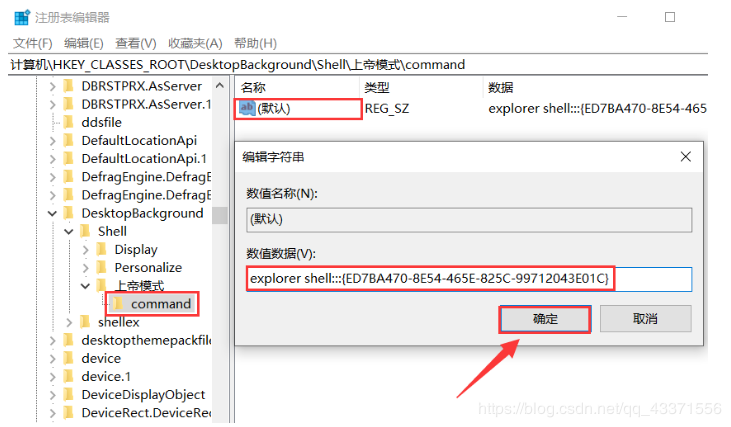 注册表编辑器
文件(F) 编辑(E) 查看(V) 收藏夹(A) 帮助(H)
计算机\HKEY_CLASSES_ROOT\DesktopBackground\Shell\上帝模式\command
DBRSTPRX.AsServer
DBRSTPRX.AsServer.1
ddsfile
DefaultLocationApi
DefaultLocationApi.1
DefragEngine.DefragE
DefragEngine.DefragE
DesktopBackground
Shell
Display
Personalize
上帝模式
command
shellex
desktopthemepackfile
device
device.1
DeviceDisplayObject
DeviceRect.DeviceRec
名称 类型 数据
ab (默认) REG_SZ explorer shell:::{ED7BA470-8E54-465
编辑字符串
数值名称(N):
(默认)
数值数据(V):
explorer shell:::{ED7BA470-8E54-465E-825C-99712043E01C}
确定 取消
https://blog.csdn.net/qq_43371556